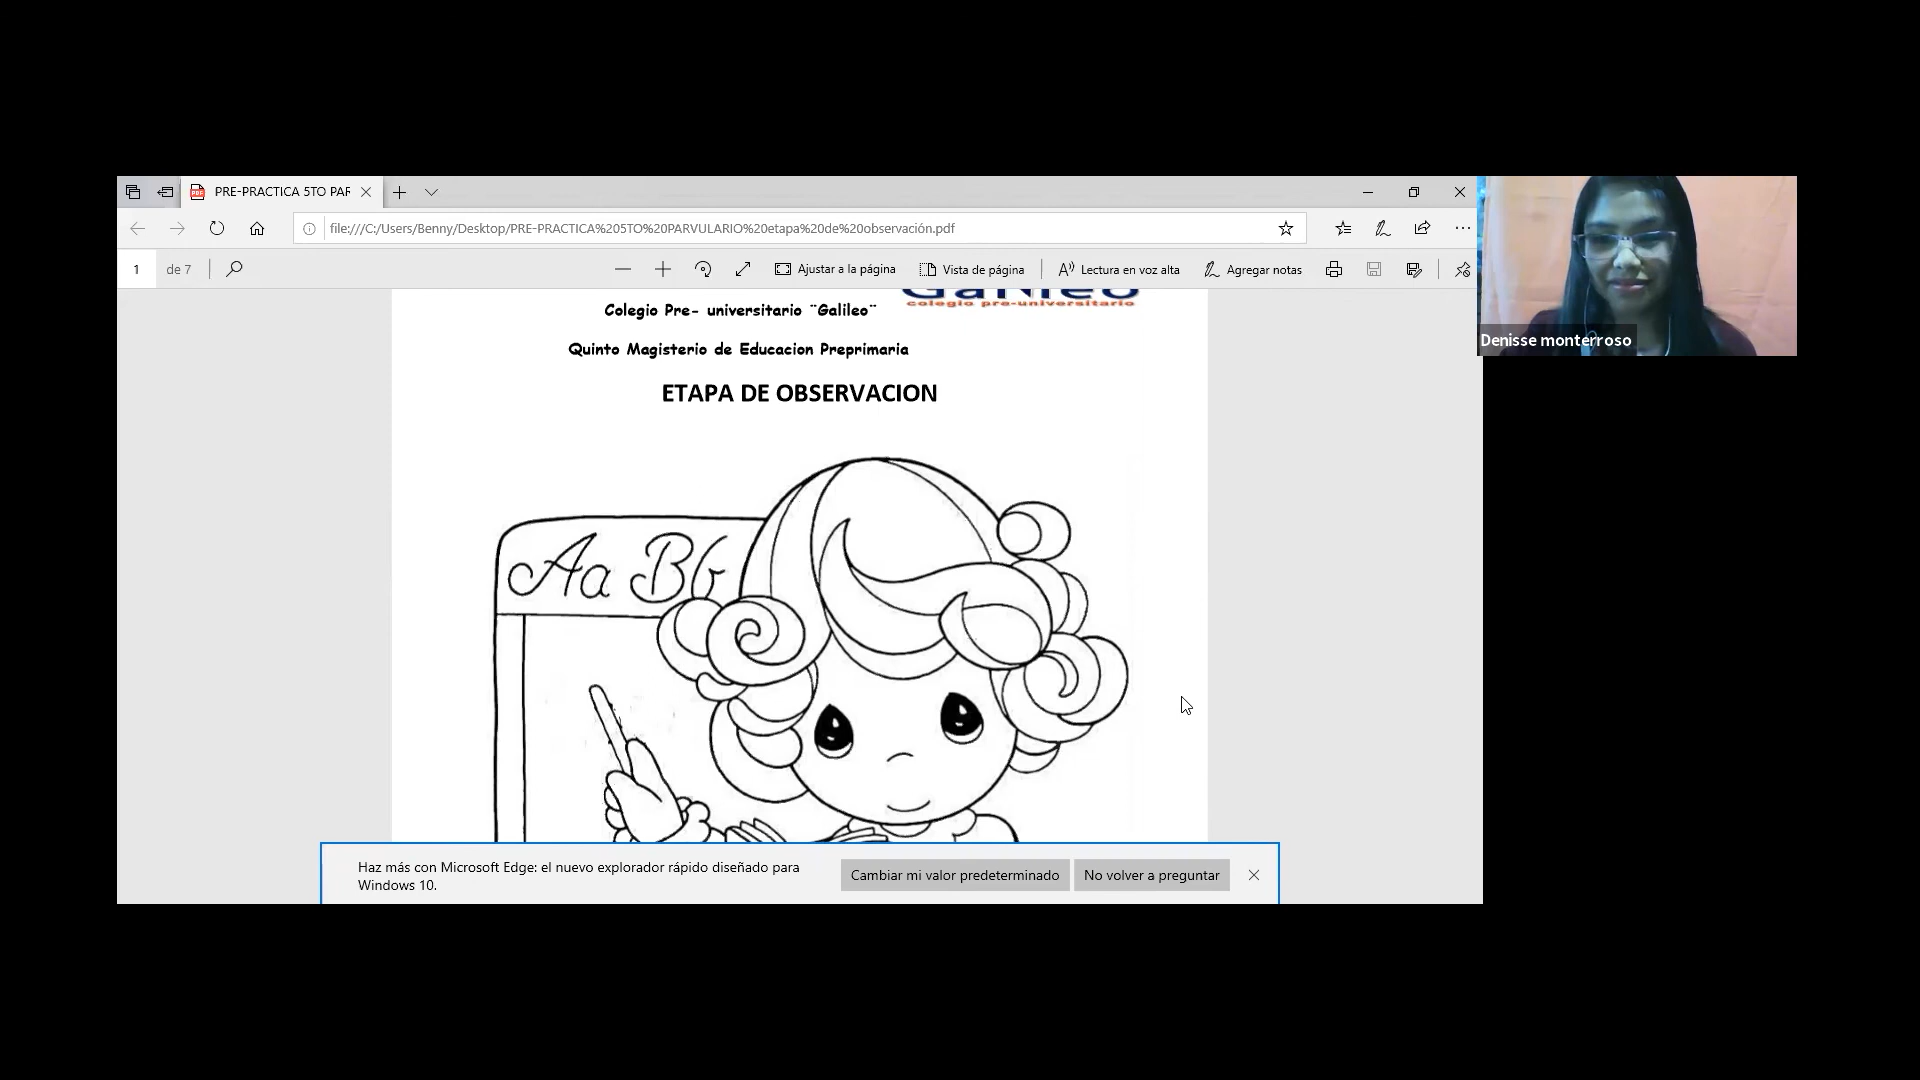 PRE-PRACTICA 5TO PAR
file:///C:/Users/Benny/Desktop/PRE-PRACTICA%205TO%20PARVULARIO%20etapa%20de%20observación.pdf
1 de 7
Ajustar a la página
Vista de página
Lectura en voz alta
Agregar notas
Denisse monterroso
Galileo
colegio pre-universitario
Colegio Pre- universitario ¨Galileo¨
Quinto Magisterio de Educacion Preprimaria
ETAPA DE OBSERVACION
Aa Bb
Haz más con Microsoft Edge: el nuevo explorador rápido diseñado para
Windows 10.
Cambiar mi valor predeterminado
No volver a preguntar